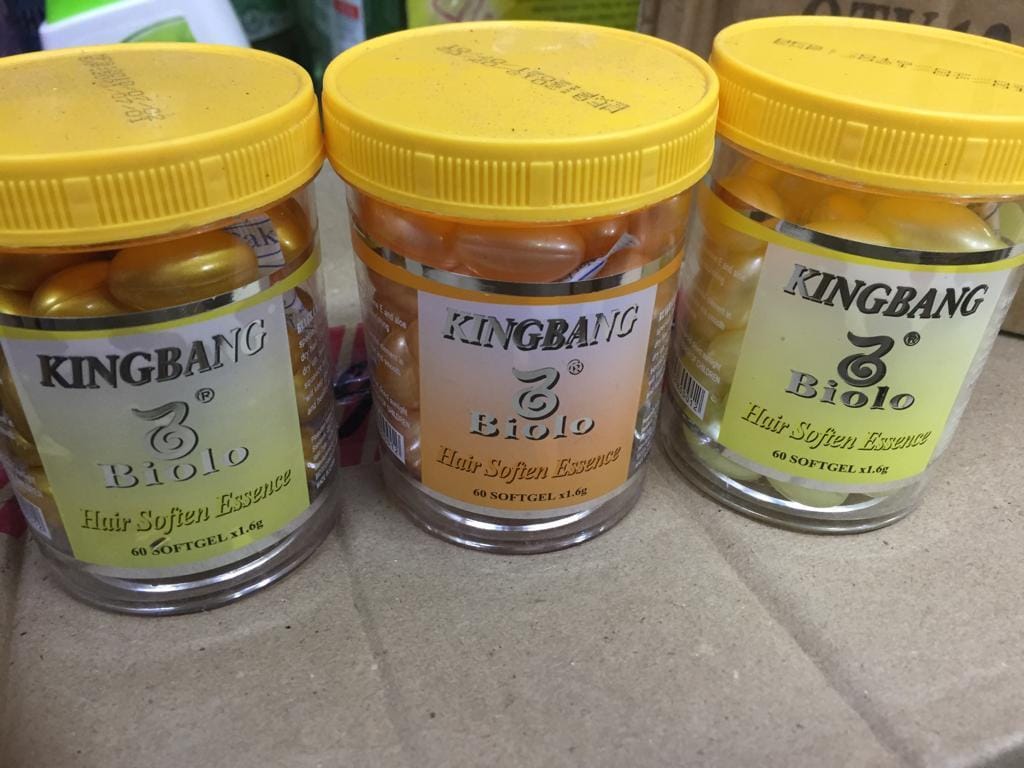 KINGBANG
®
Biolo
Hair Soften Essence
60 SOFTGEL x1.6g
KINGBANG
®
Biolo
Hair Soften Essence
60 SOFTGEL x1.6g
KINGBANG
®
Biolo
Hair Soften Essence
60 SOFTGEL x1.6g